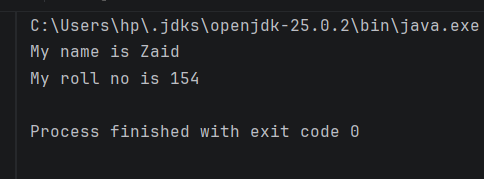 C:\Users\hp\.jdks\openjdk-25.0.2\bin\java.exe
My name is Zaid
My roll no is 154
Process finished with exit code 0